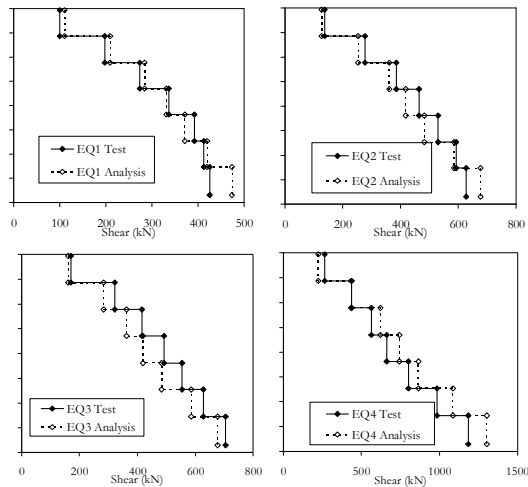 EQ1 Test
EQ1 Analysis
0 100 200 300 400 500
Shear (kN)
EQ2 Test
EQ2 Analysis
0 200 400 600 800
Shear (kN)
EQ3 Test
EQ3 Analysis
0 200 400 600 800
Shear (kN)
EQ4 Test
EQ4 Analysis
0 500 1000 1500
Shear (kN)